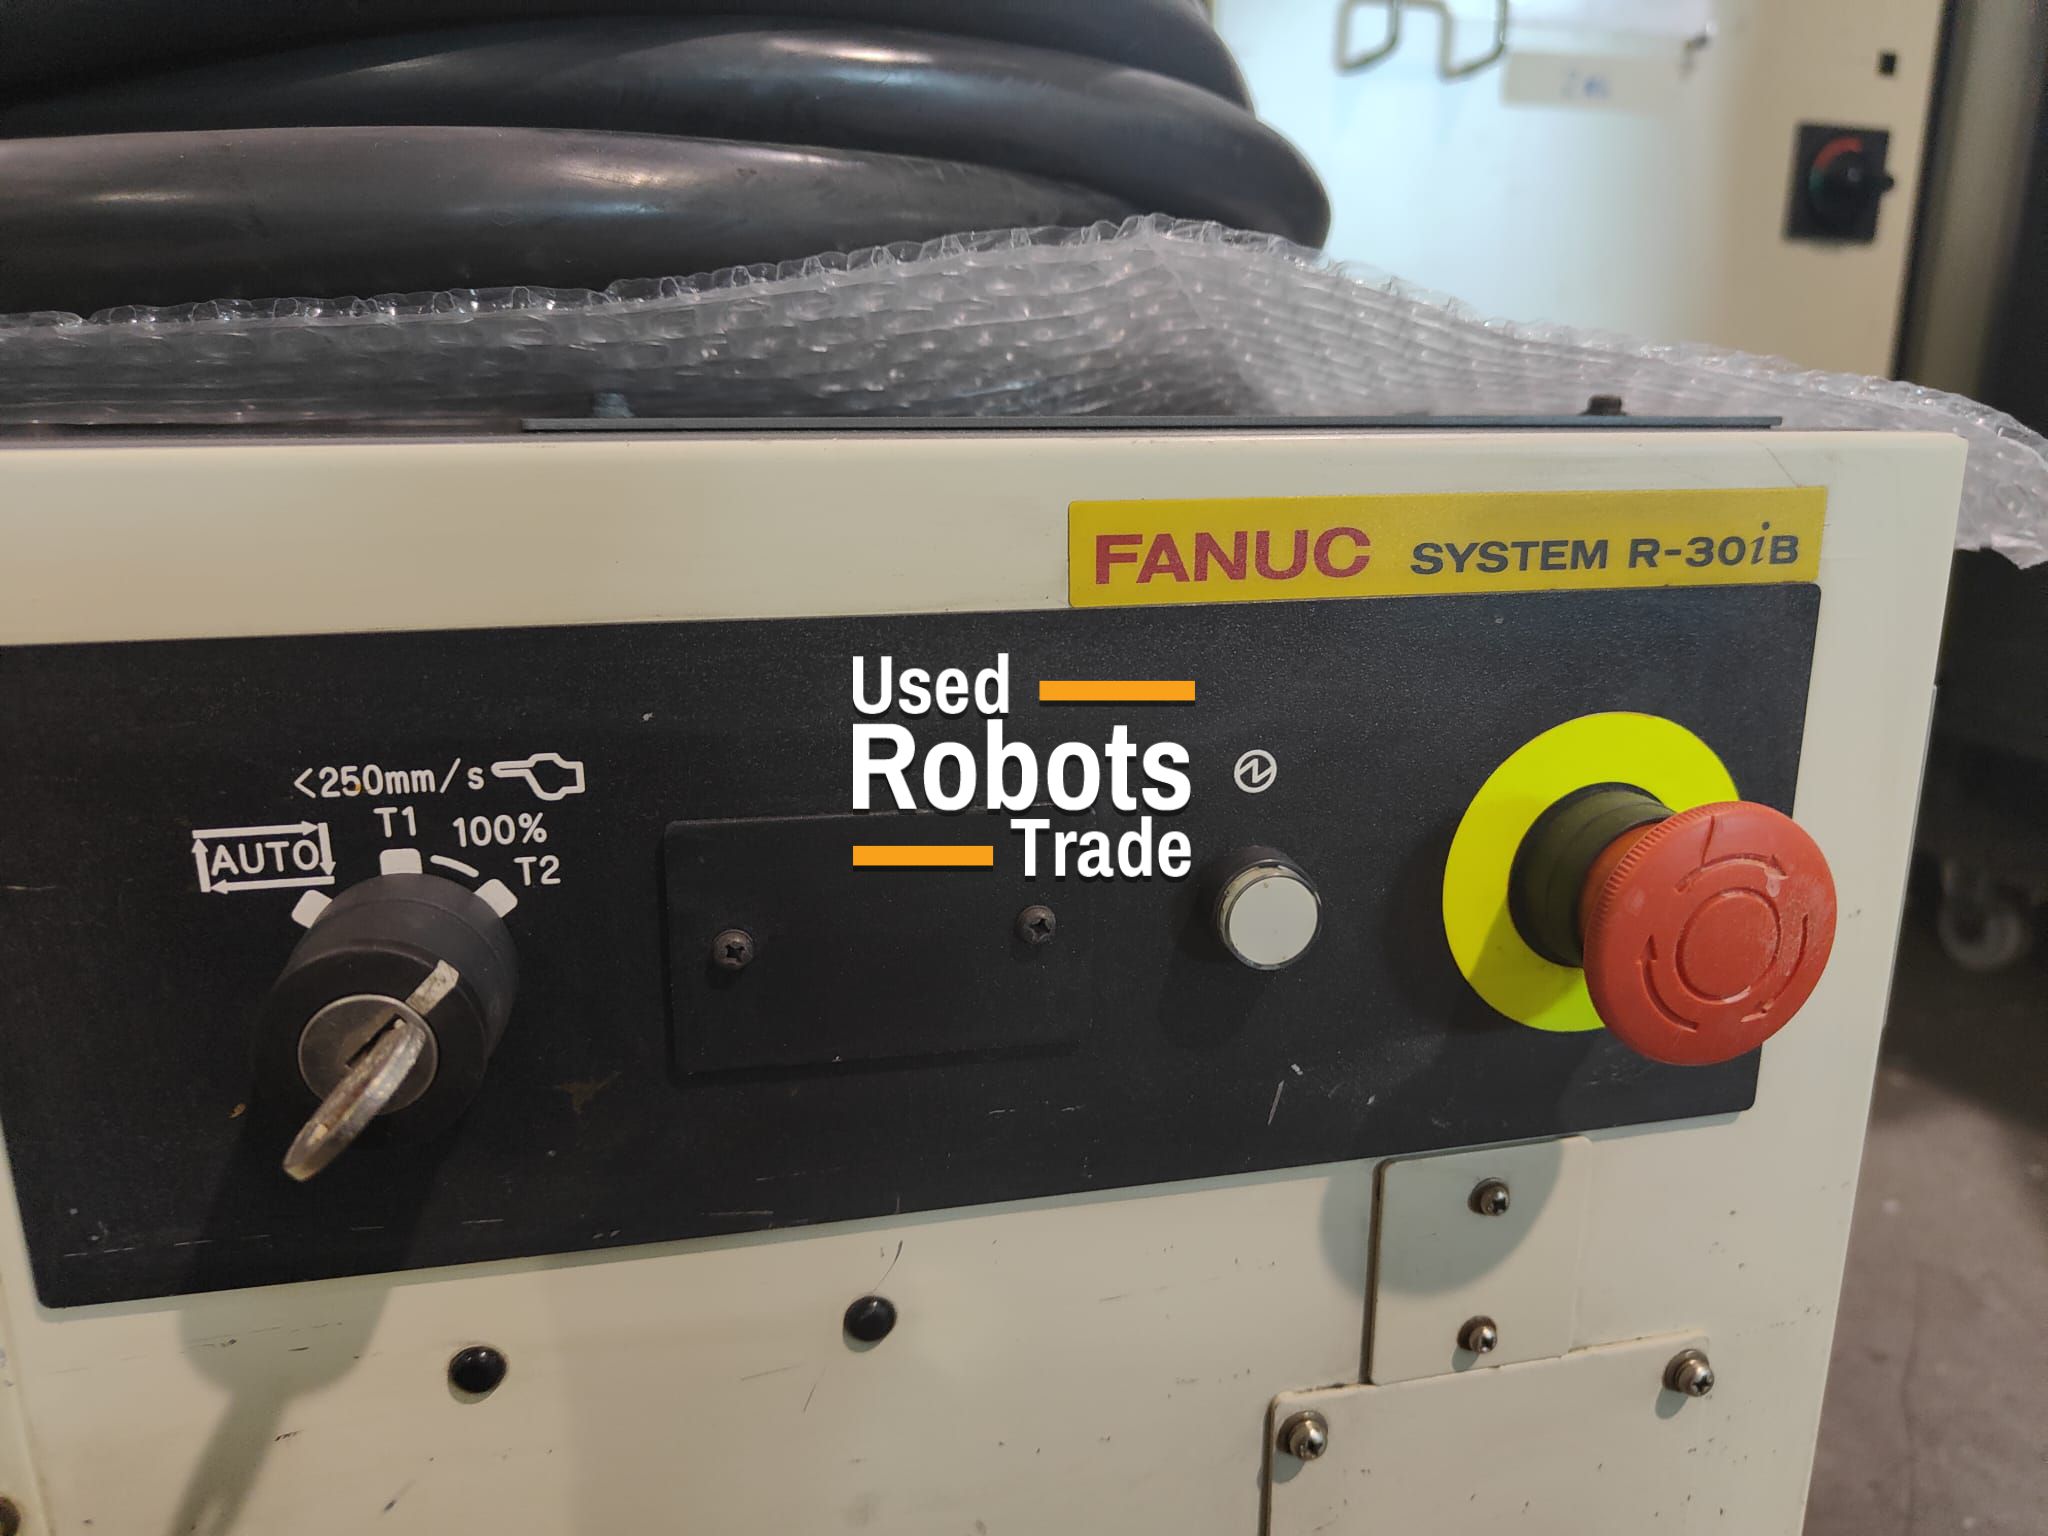 FANUC SYSTEM R-30iB
Used
Robots
Trade
<250mm/s
T1 100%
AUTO
T2